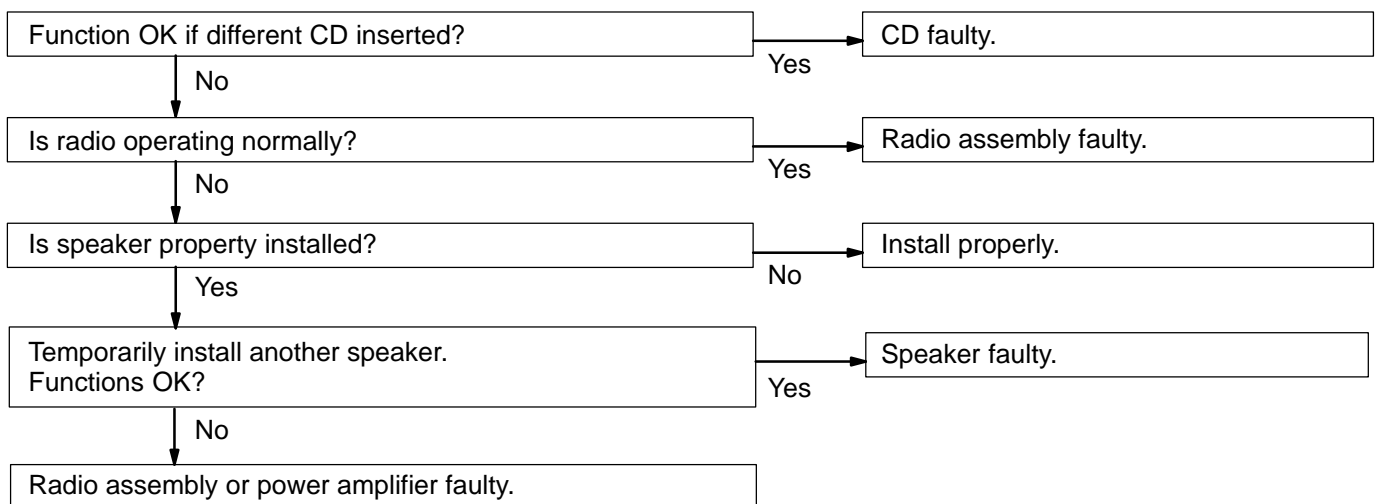 Function OK if different CD inserted?
Yes
CD faulty.
No
Is radio operating normally?
Yes
Radio assembly faulty.
No
Is speaker property installed?
No
Install properly.
Yes
Temporarily install another speaker.
Functions OK?
Yes
Speaker faulty.
No
Radio assembly or power amplifier faulty.